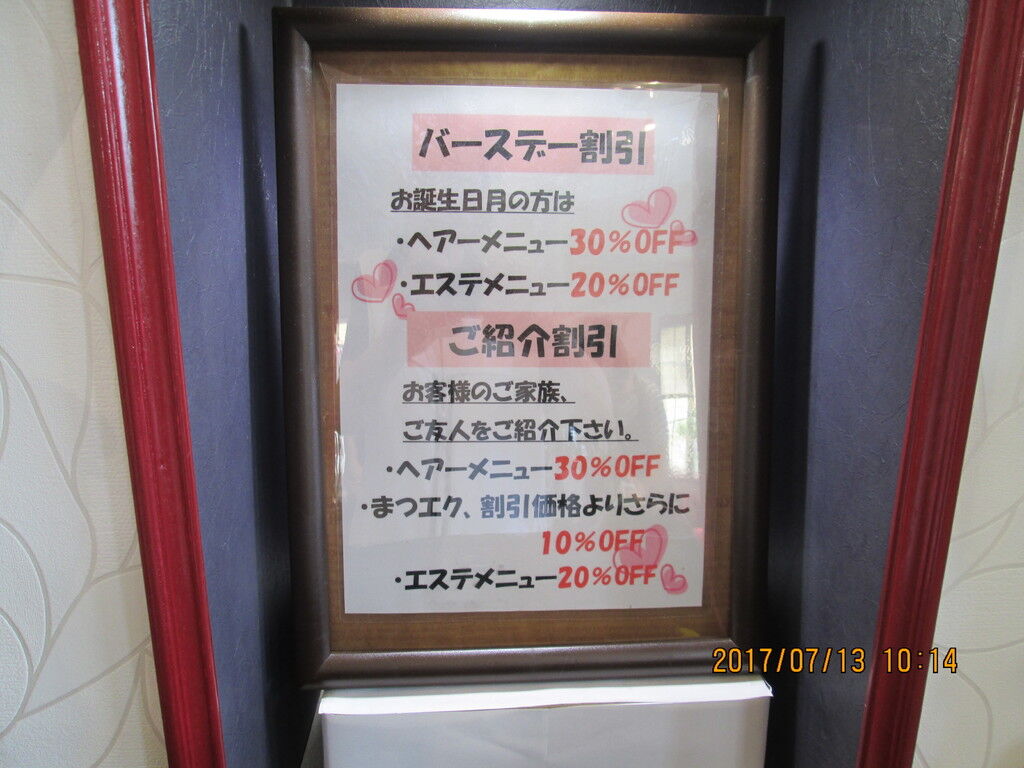 バースデー割引
お誕生日月の方は
・ヘアーメニュー30%OFF
・エステメニュー20%OFF
ご紹介割引
お客様のご家族、
ご友人をご紹介下さい。
・ヘアーメニュー30%OFF
・まつエク、割引価格よりさらに
10%OFF
・エステメニュー20%OFF
2017/07/13 10:14